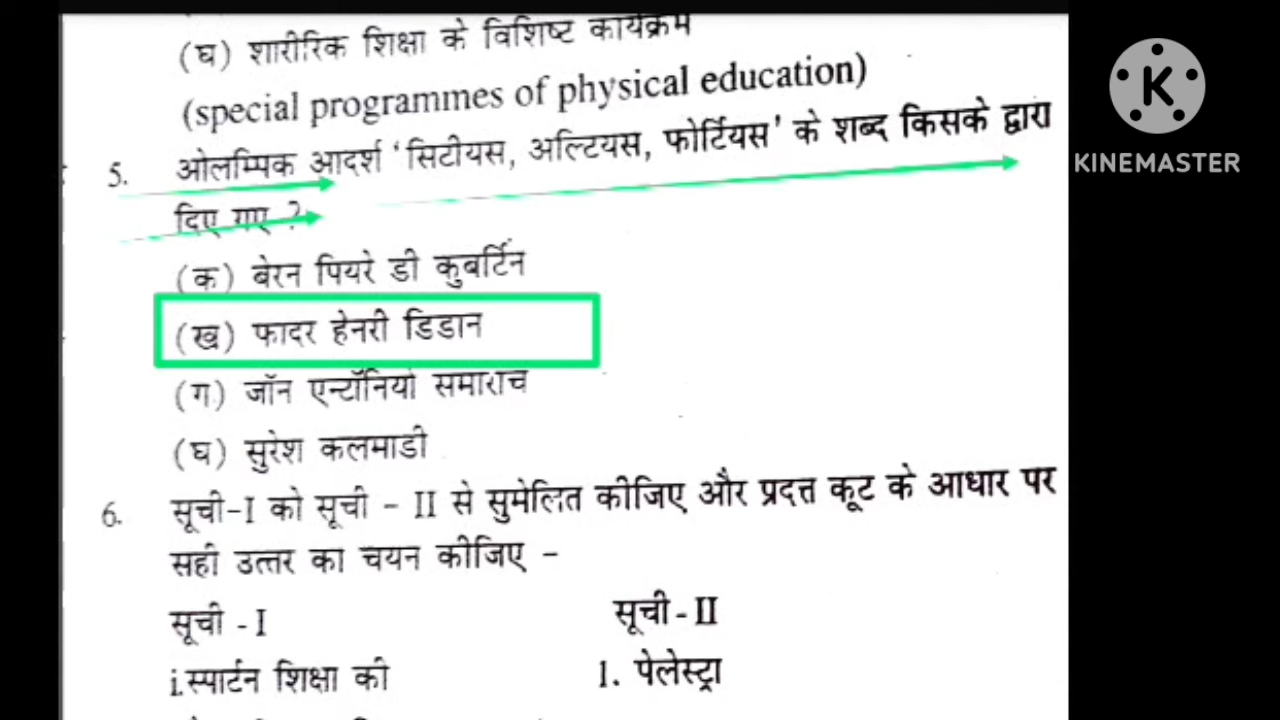 (घ) शारीरिक शिक्षा के विशिष्ट कार्यक्रम
(special programmes of physical education)
5. ओलम्पिक आदर्श 'सिटीयस, अल्टियस, फोर्टियस' के शब्द किसके द्वारा
दिए गए ?
(क) बेरन पियरे डी कुबर्टिन
(ख) फादर हेनरी डिडान
(ग) जॉन एन्टॉनियो समाराच
(घ) सुरेश कलमाडी
6. सूची-I को सूची - II से सुमेलित कीजिए और प्रदत्त कूट के आधार पर
सही उत्तर का चयन कीजिए -
सूची - I सूची - II
i.स्पार्टन शिक्षा की 1. पेलेस्ट्रा
K
KINEMASTER